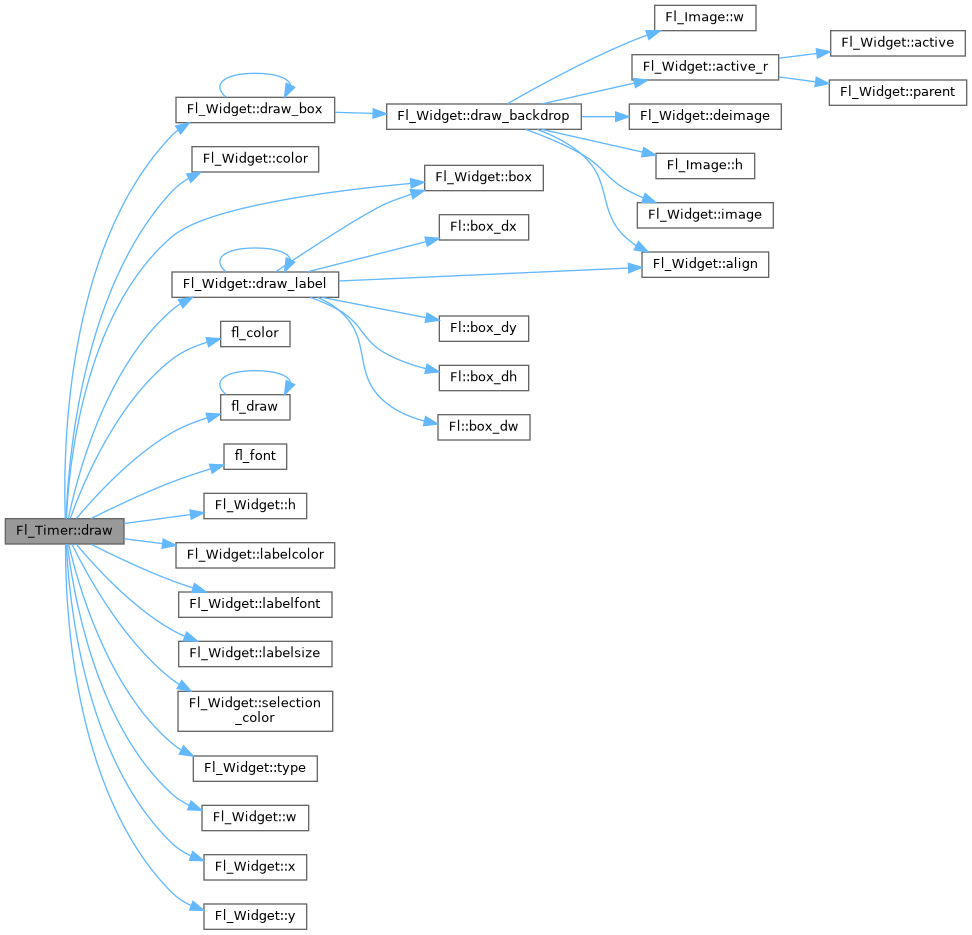 Fl_Image::w
Fl_Widget::active
Fl_Widget::active_r
Fl_Widget::parent
Fl_Widget::draw_box
Fl_Widget::draw_backdrop
Fl_Widget::deimage
Fl_Widget::color
Fl_Image::h
Fl_Widget::box
Fl_Widget::image
Fl::box_dx
Fl_Widget::align
Fl_Widget::draw_label
fl_color
Fl::box_dy
Fl::box_dh
fl_draw
Fl::box_dw
fl_font
Fl_Widget::h
Fl_Timer::draw
Fl_Widget::labelcolor
Fl_Widget::labelfont
Fl_Widget::labelsize
Fl_Widget::selection
_color
Fl_Widget::type
Fl_Widget::w
Fl_Widget::x
Fl_Widget::y